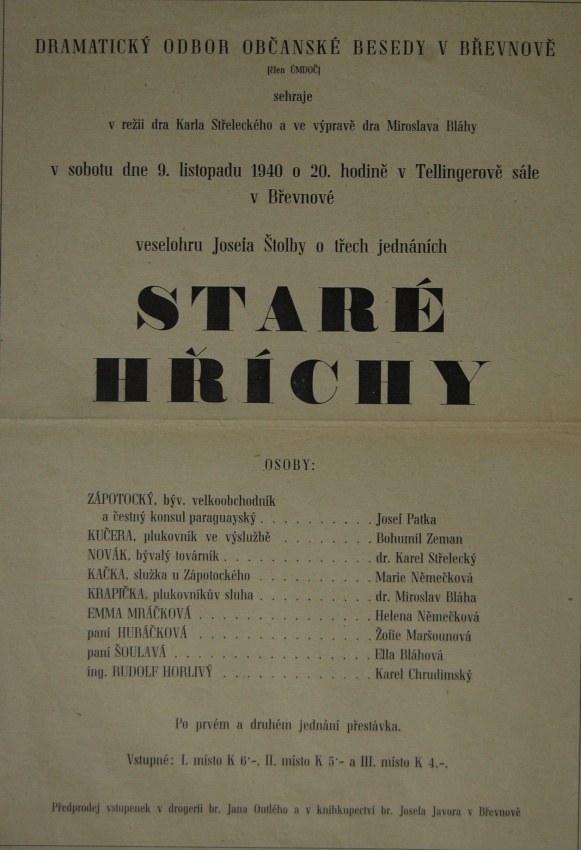 DRAMATICKÝ ODBOR OBČANSKÉ BESEDY V BŘEVNOVĚ
(člen ÚMDOČ)
sehraje
v režii dra Karla Střeleckého a ve výpravě dra Miroslava Bláhy
v sobotu dne 9. listopadu 1940 o 20. hodině v Tellingerově sále
v Břevnové
veselohru Josefa Štolby o třech jednáních
STARÉ
HŘÍCHY
OSOBY:
ZÁPOTOCKÝ, býv. velkoobchodník
a čestný konsul paraguayský . . . . . . . . . . Josef Patka
KUČERA, plukovník ve výslužbě . . . . . . . . Bohumil Zeman
NOVÁK, bývalý továrník . . . . . . . . . . . . . dr. Karel Střelecký
KAČKA, služka u Zápotockého . . . . . . . . . . Marie Němečková
KRAPIČKA, plukovníkův sluha . . . . . . . . . . dr. Miroslav Bláha
EMMA MRÁČKOVÁ . . . . . . . . . . . . . . . Helena Němečková
paní HUBÁČKOVÁ . . . . . . . . . . . . . . . Žofie Maršounová
paní ŠOULAVÁ . . . . . . . . . . . . . . . . . Ella Bláhová
ing. RUDOLF HORLIVÝ . . . . . . . . . . . . . Karel Chrudimský
Po prvém a druhém jednání přestávka.
Vstupné: I. místo K 6·-, II. místo K 5·- a III. místo K 4.-.
Předprodej vstupenek v drogerii br. Jana Outlého a v knihkupectví br. Josefa Javora v Břevnově